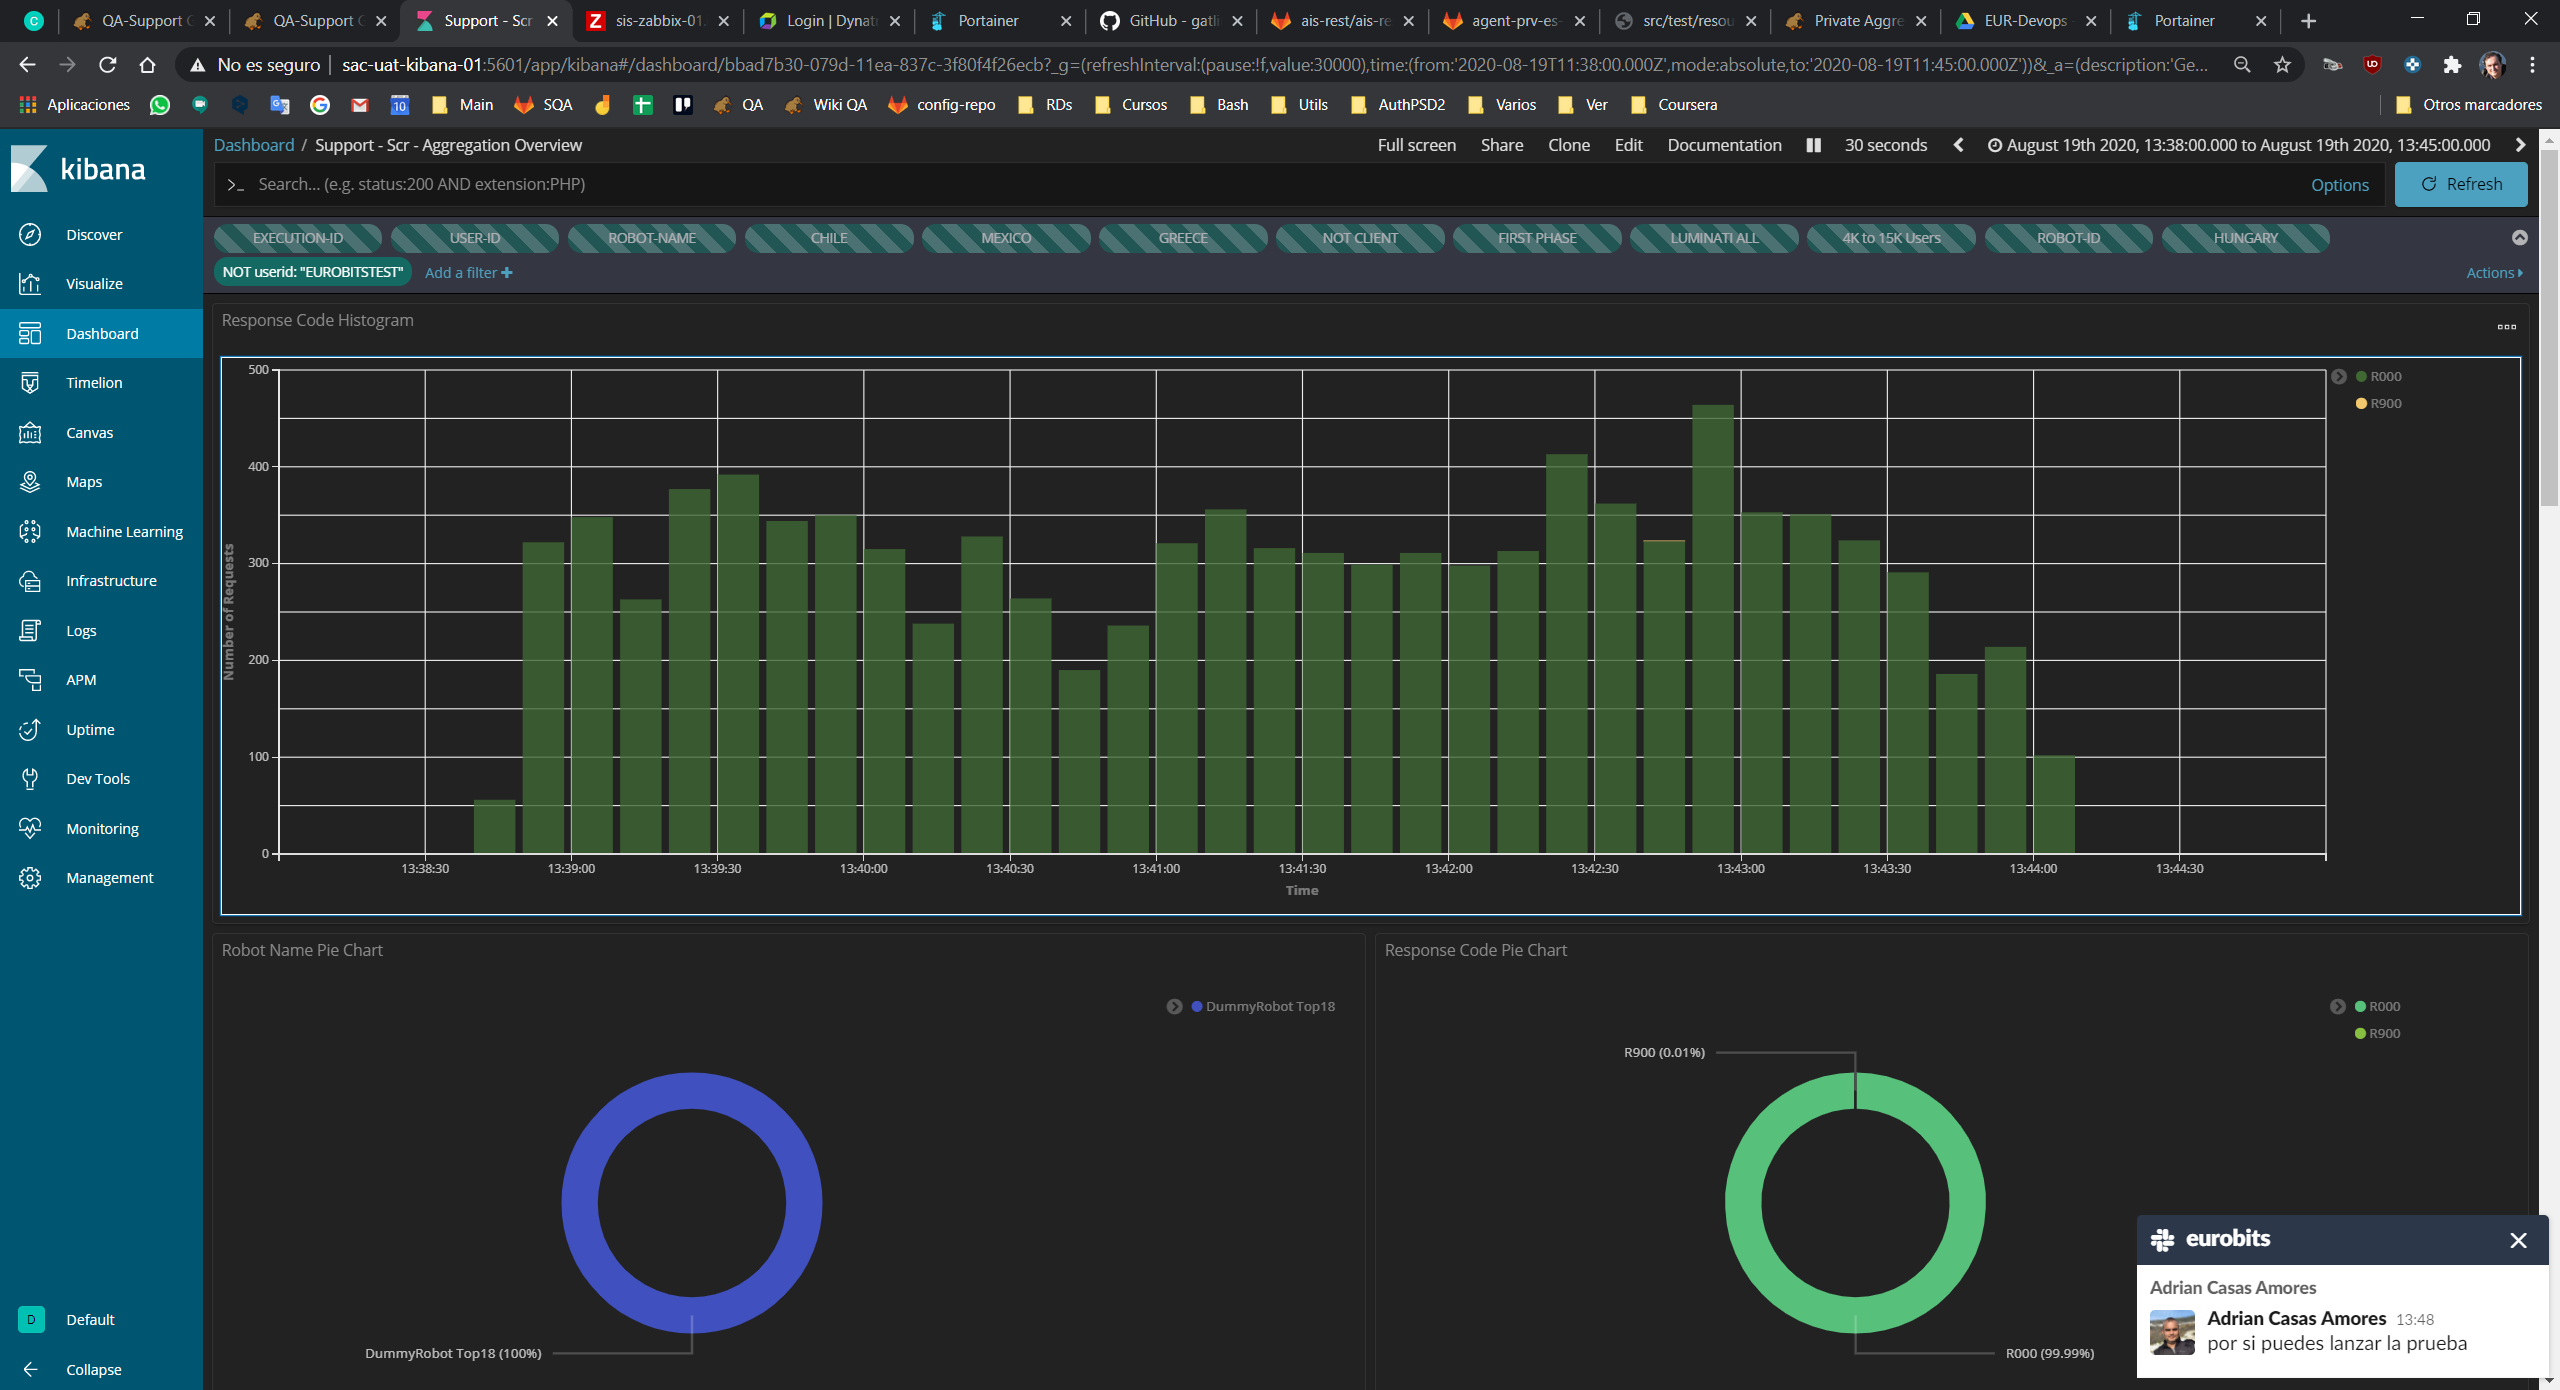 QA-Support
QA-Support
Support - Scr
sis-zabbix-01.
Login | Dynat
Portainer
GitHub - gatli
ais-rest/ais-re
agent-prv-es-
src/test/resou
Private Aggre
EUR-Devops
Portainer
No es seguro | sac-uat-kibana-01:5601/app/kibana#/dashboard/bbad7b30-079d-11ea-837c-3f80f4f26ecb?_g=(refreshInterval:(pause:!f,value:30000),time:(from:'2020-08-19T11:38:00.000Z',mode:absolute,to:'2020-08-19T11:45:00.000Z'))&_a=(description:'Ge...
Aplicaciones Main SQA QA Wiki QA config-repo RDs Cursos Bash Utils AuthPSD2 Varios Ver Coursera Otros marcadores
kibana
Discover
Visualize
Dashboard
Timelion
Canvas
Maps
Machine Learning
Infrastructure
Logs
APM
Uptime
Dev Tools
Monitoring
Management
D Default
Collapse
Dashboard / Support - Scr - Aggregation Overview
Full screen Share Clone Edit Documentation 30 seconds August 19th 2020, 13:38:00.000 to August 19th 2020, 13:45:00.000
>_ Search... (e.g. status:200 AND extension:PHP) Options Refresh
EXECUTION-ID USER-ID ROBOT-NAME CHILE MEXICO GREECE NOT CLIENT FIRST PHASE LUMINATI ALL 4K to 15K Users ROBOT-ID HUNGARY
NOT userid: "EUROBITSTEST" Add a filter + Actions
Response Code Histogram
500
400
300
200
100
0
Number of Requests
13:38:30 13:39:00 13:39:30 13:40:00 13:40:30 13:41:00 13:41:30 13:42:00 13:42:30 13:43:00 13:43:30 13:44:00 13:44:30
Time
R000
R900
Robot Name Pie Chart
DummyRobot Top18
DummyRobot Top18 (100%)
Response Code Pie Chart
R000
R900
R900 (0.01%)
R000 (99.99%)
eurobits
Adrian Casas Amores
Adrian Casas Amores 13:48
por si puedes lanzar la prueba